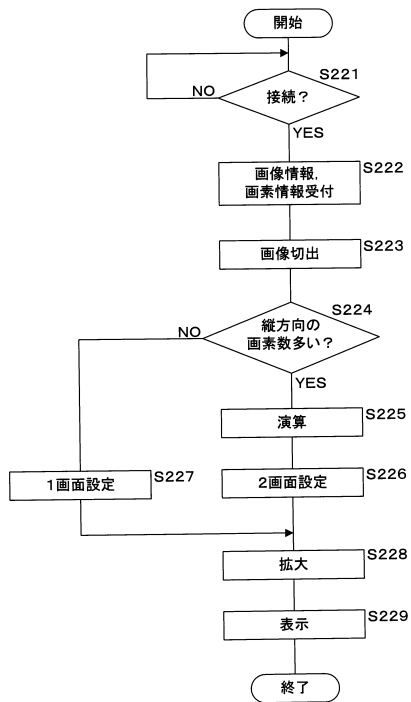 開始
S221
接続？
NO
YES
画像情報,
画素情報受付
S222
画像切出
S223
S224
縦方向の
画素数多い？
NO
YES
演算
S225
1画面設定
S227
2画面設定
S226
拡大
S228
表示
S229
終了